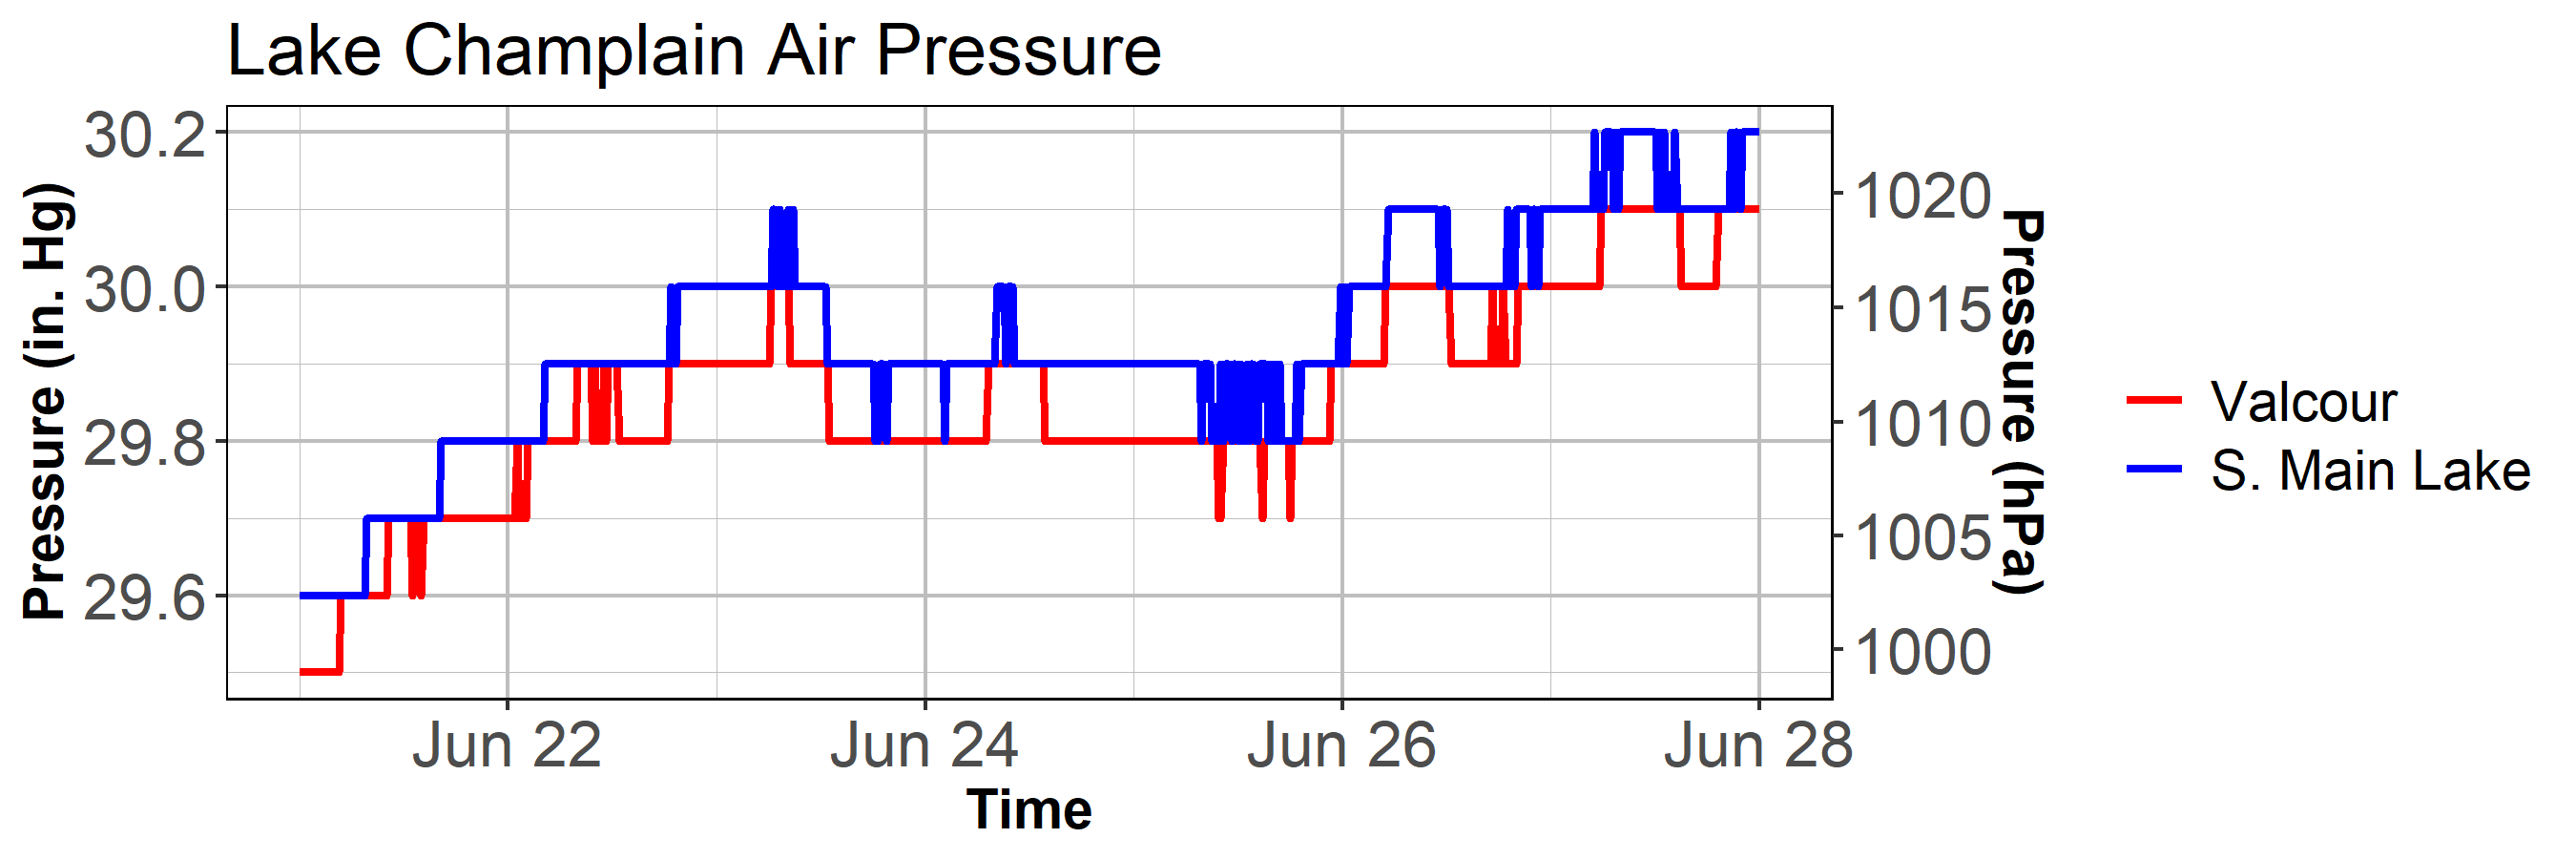 Lake Champlain Air Pressure
Pressure (in. Hg)
30.2
30.0
29.8
29.6
1020
1015
1010
1005
1000
Pressure (hPa)
Jun 22
Jun 24
Jun 26
Jun 28
Time
Valcour
S. Main Lake